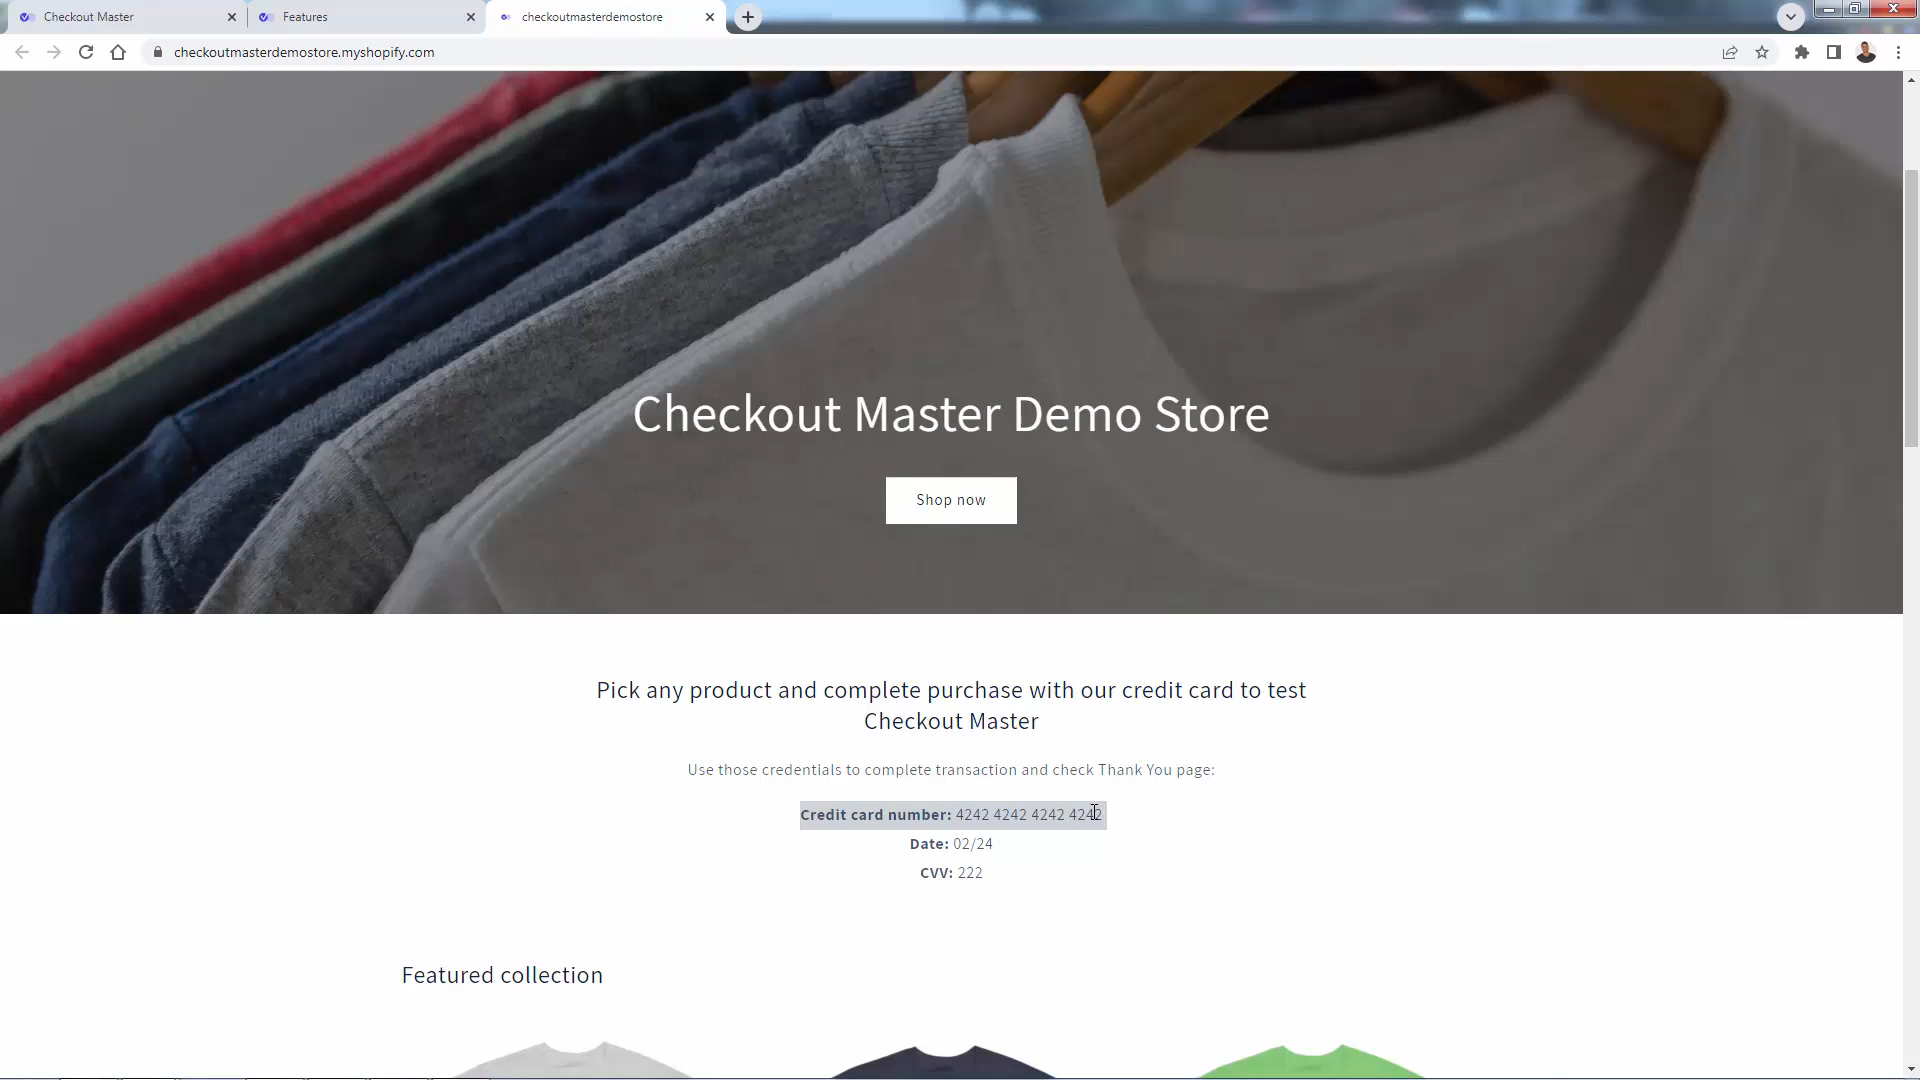 Checkout Master
Features
checkoutmasterdemostore
checkoutmasterdemostore.myshopify.com
Checkout Master Demo Store
Shop now
Pick any product and complete purchase with our credit card to test
Checkout Master
Use those credentials to complete transaction and check Thank You page:
Credit card number: 4242 4242 4242 4242
Date: 02/24
CVV: 222
Featured collection